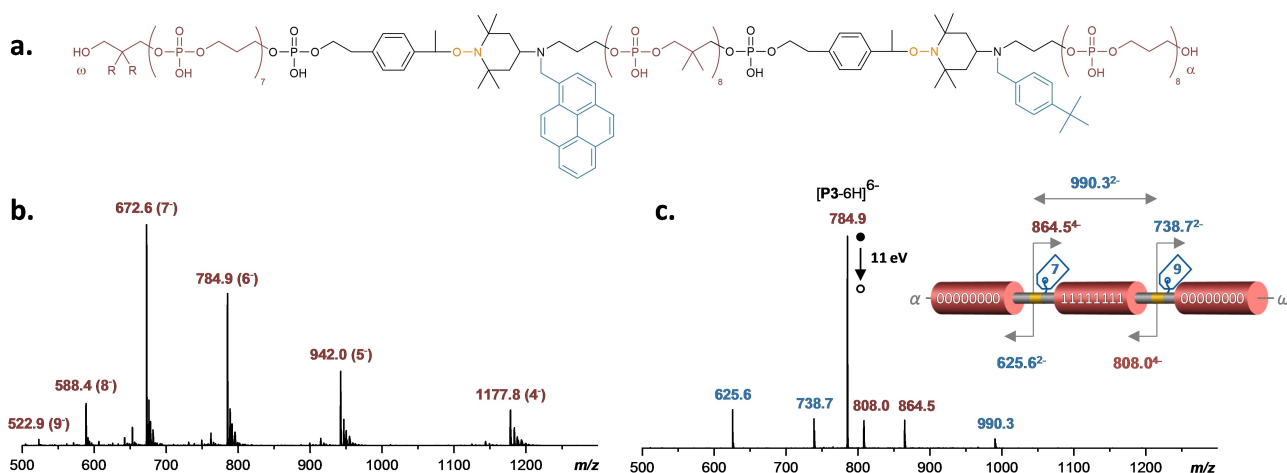 a.
HO ω R R O P O OH O 7 O P O OH O N N O P O OH O 8 O P O OH O N N O P O OH O 8 OH α
b.
672.6 (7-)
784.9 (6-)
942.0 (5-)
588.4 (8-)
1177.8 (4-)
522.9 (9-)
500 600 700 800 900 1000 1100 1200 m/z
c.
[P3-6H]6-
784.9
11 eV
990.32-
864.54- 738.72-
7 9
α 00000000 11111111 00000000 ω
625.62- 808.04-
625.6 738.7 808.0 864.5 990.3
500 600 700 800 900 1000 1100 1200 m/z